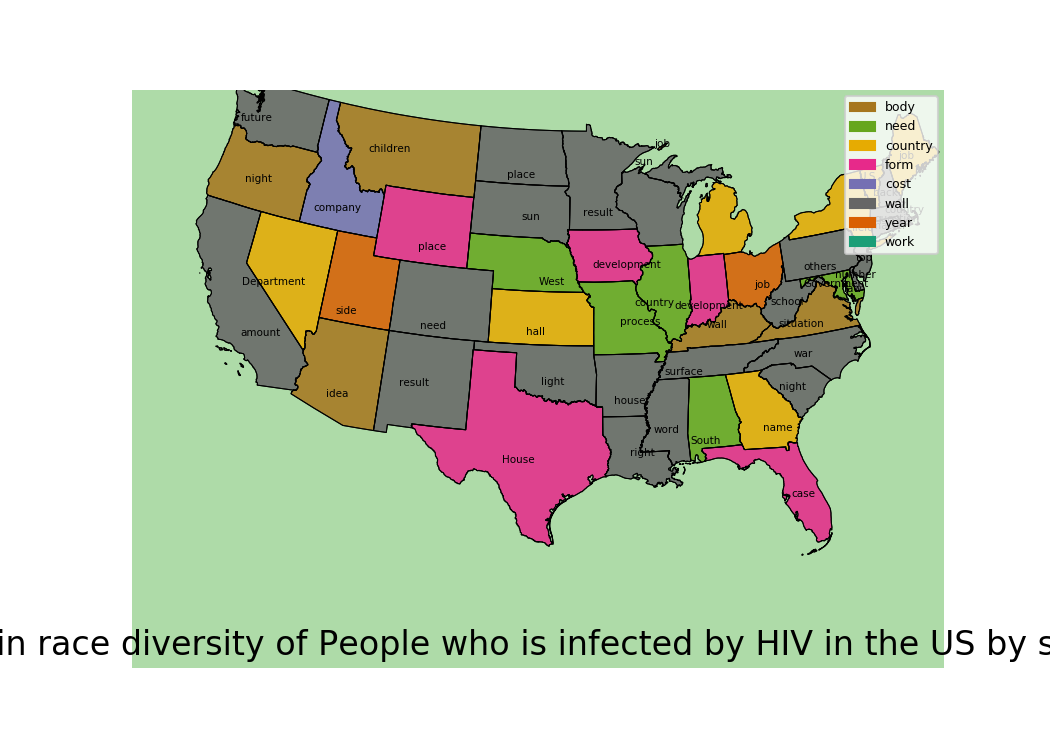 body
need
country
form
cost
wall
year
work
future
job
sun
children
night
place
company
place
sun
result
development
others
Department
West
job
number
Government
school
country
development
side
process
wall
situation
amount
need
hall
war
surface
result
light
night
idea
house
word
name
South
right
House
case
in race diversity of People who is infected by HIV in the US by s